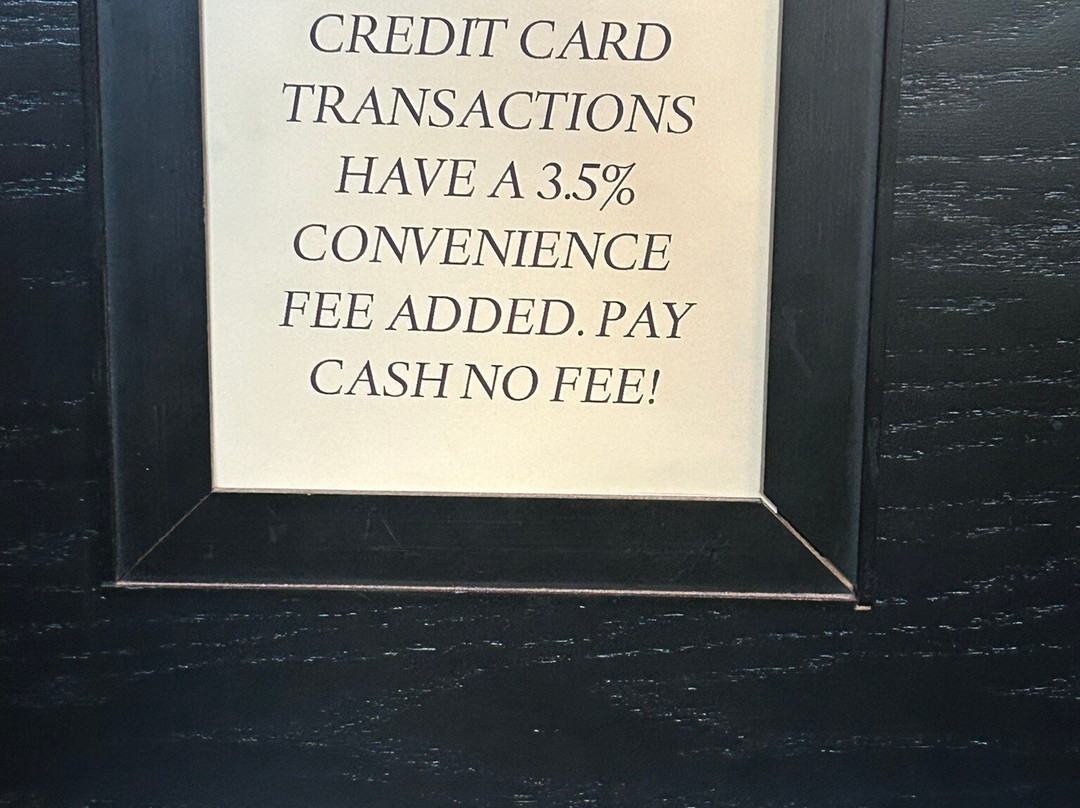 CREDIT CARD
TRANSACTIONS
HAVE A 3.5%
CONVENIENCE
FEE ADDED. PAY
CASH NO FEE!